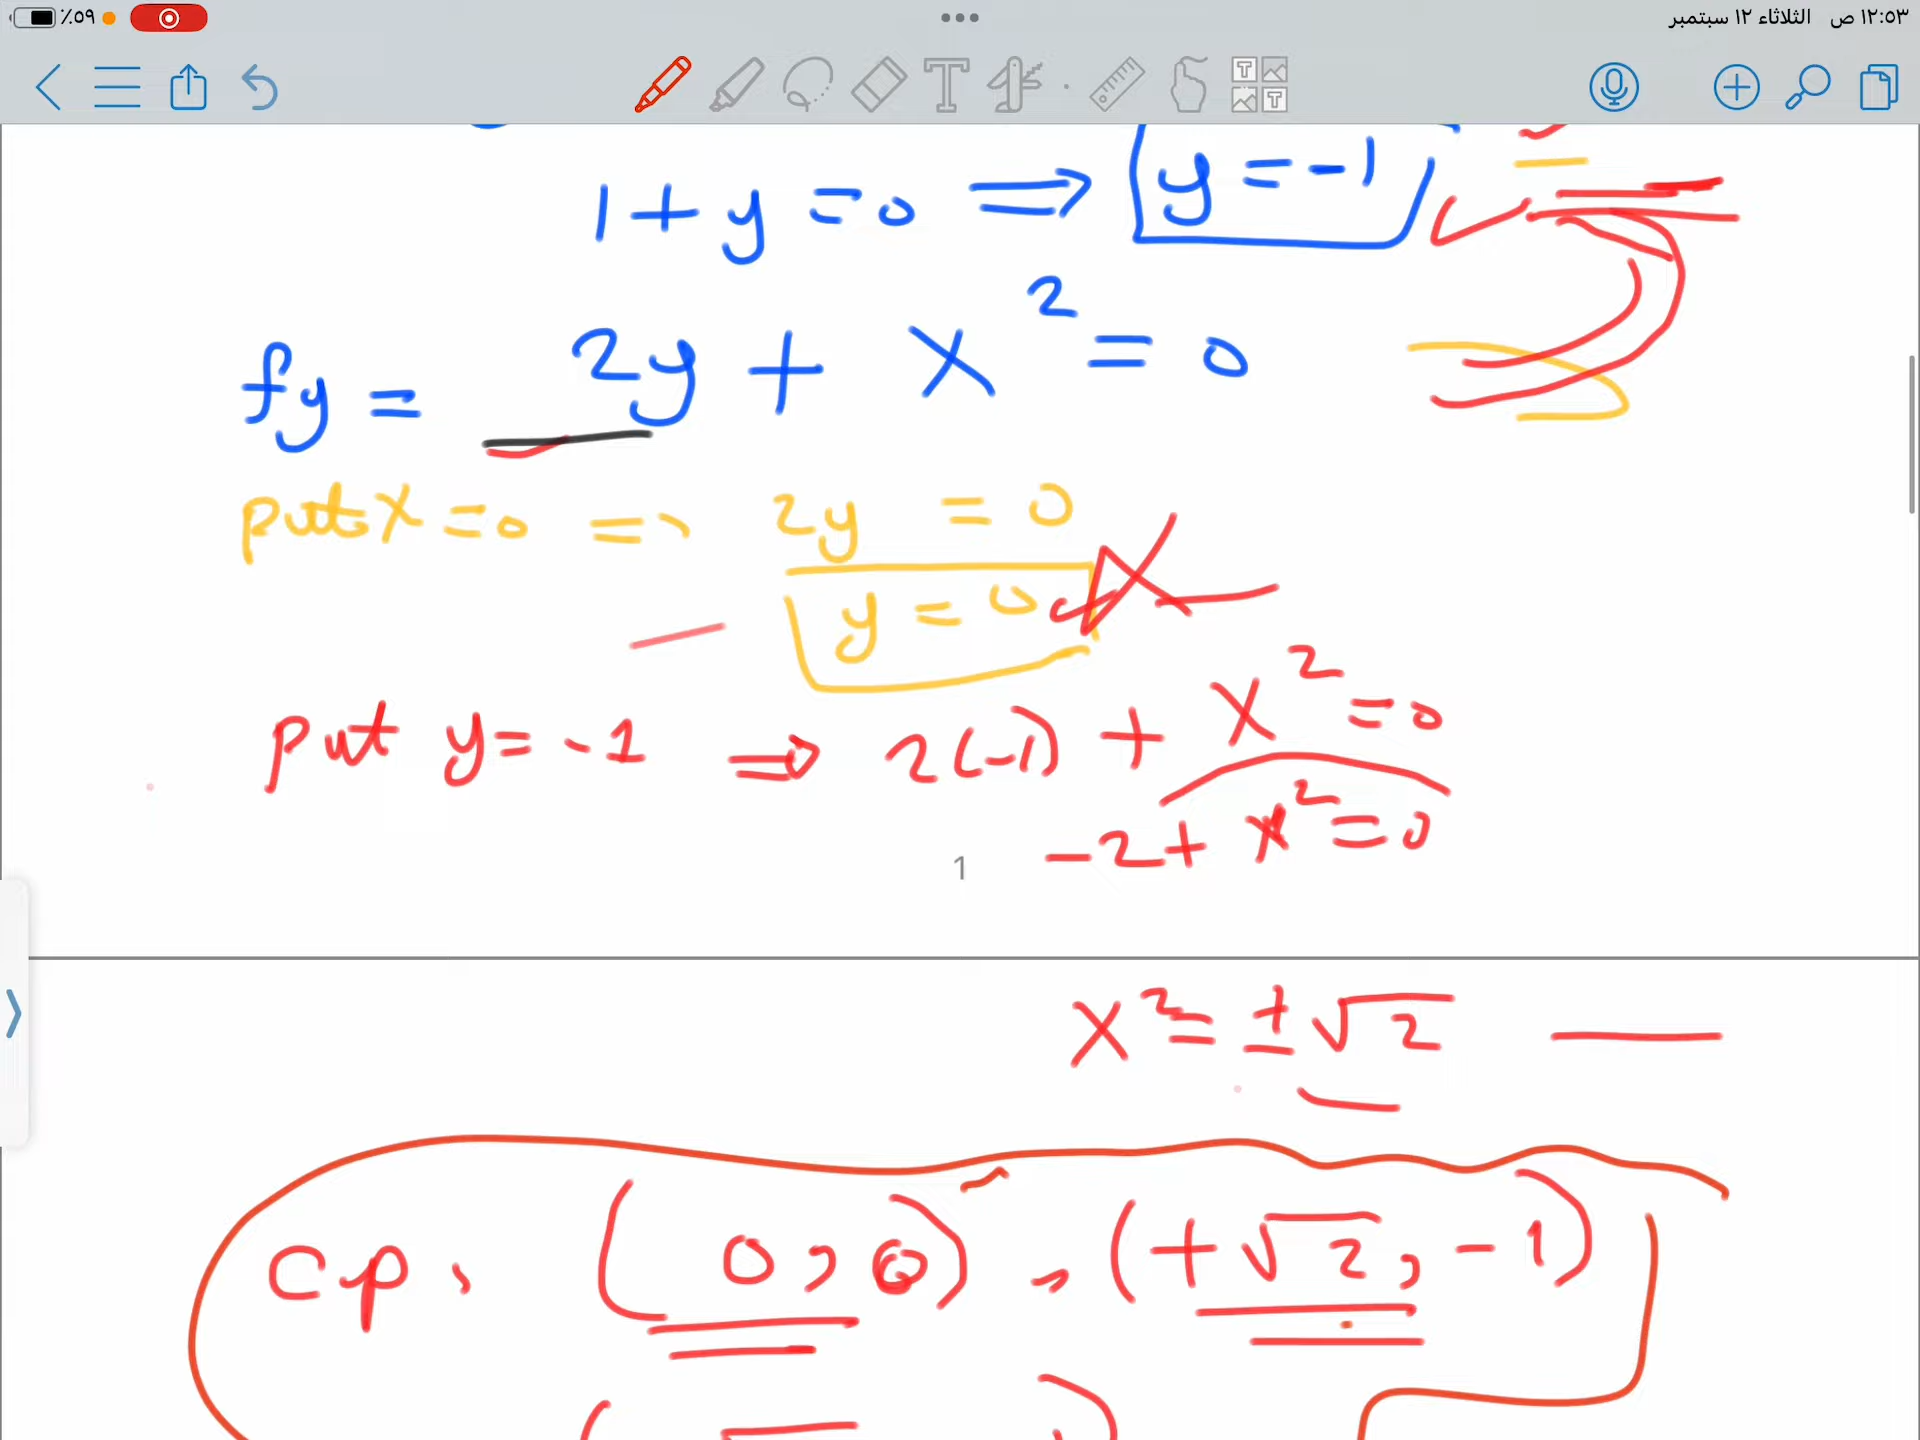 ٪٥٩ ١٢:٥٣ ص الثلاثاء ١٢ سبتمبر
1 + y = 0 ⇒ y = -1
fy = 2y + x² = 0
put x = 0 ⇒ 2y = 0
y = 0
put y = -1 ⇒ 2(-1) + x² = 0
-2 + x² = 0
1
x² = ±√2
cp, (0, 0), (+√2, -1)